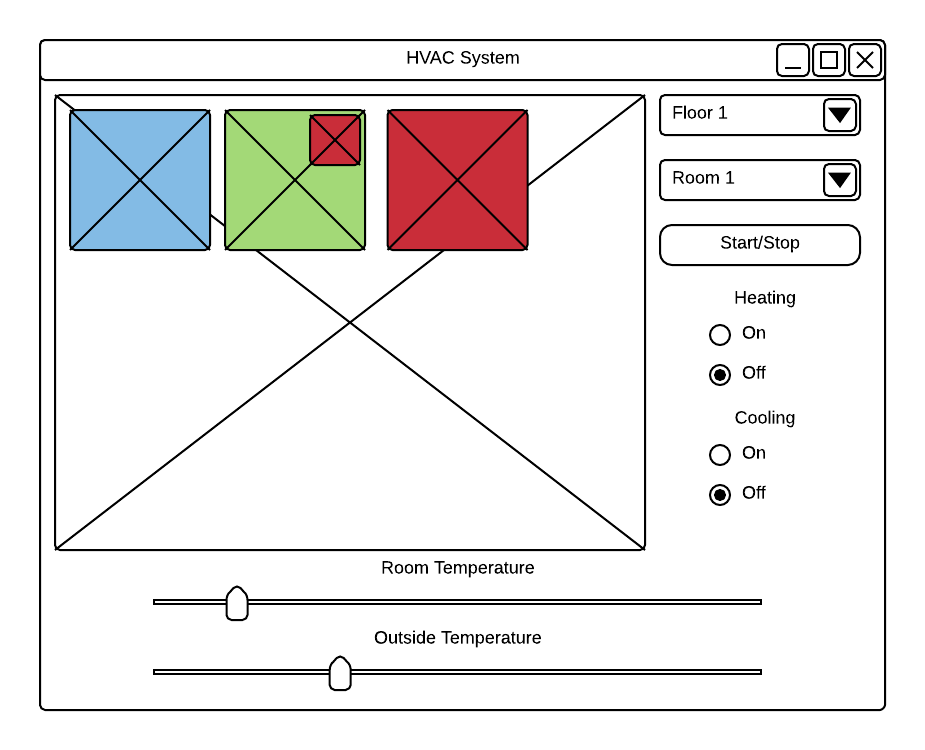 HVAC System
Floor 1
Room 1
Start/Stop
Heating
On
Off
Cooling
On
Off
Room Temperature
Outside Temperature